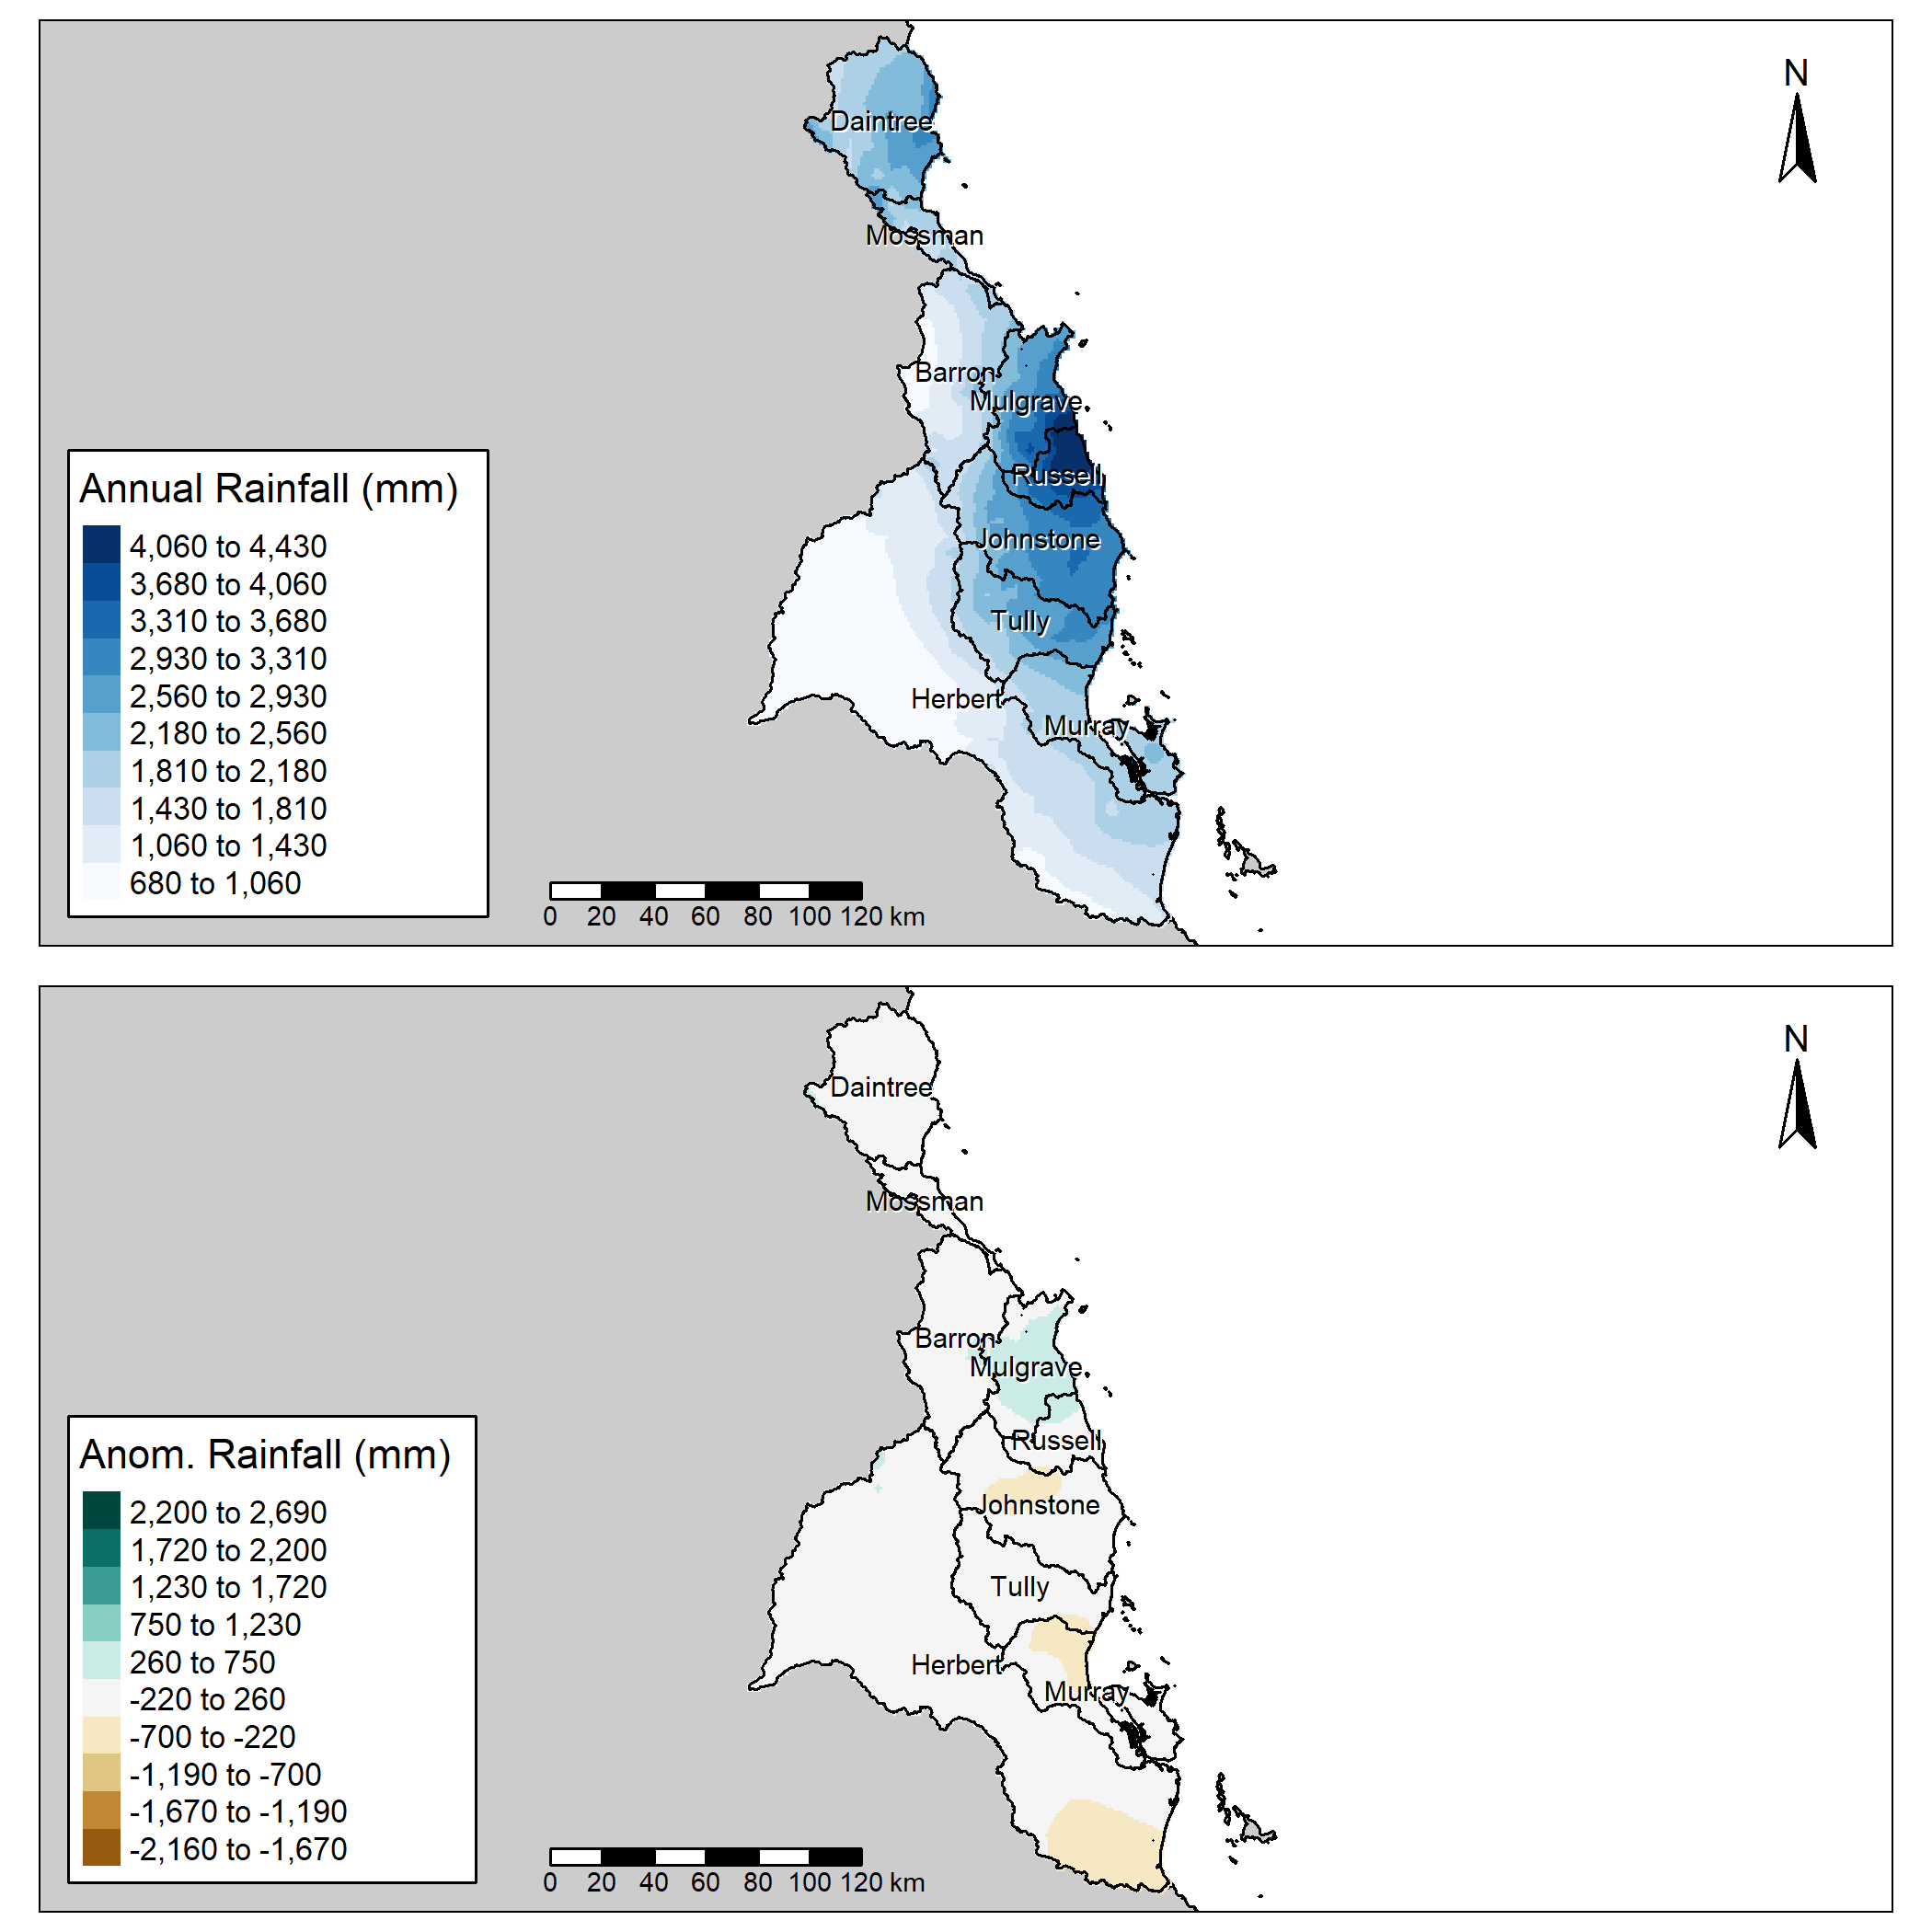 N
Daintree
Mossman
Barron
Mulgrave
Russell
Johnstone
Tully
Herbert
Murray
Annual Rainfall (mm)
4,060 to 4,430
3,680 to 4,060
3,310 to 3,680
2,930 to 3,310
2,560 to 2,930
2,180 to 2,560
1,810 to 2,180
1,430 to 1,810
1,060 to 1,430
680 to 1,060
0 20 40 60 80 100 120 km
N
Daintree
Mossman
Barron
Mulgrave
Russell
Johnstone
Tully
Herbert
Murray
Anom. Rainfall (mm)
2,200 to 2,690
1,720 to 2,200
1,230 to 1,720
750 to 1,230
260 to 750
-220 to 260
-700 to -220
-1,190 to -700
-1,670 to -1,190
-2,160 to -1,670
0 20 40 60 80 100 120 km